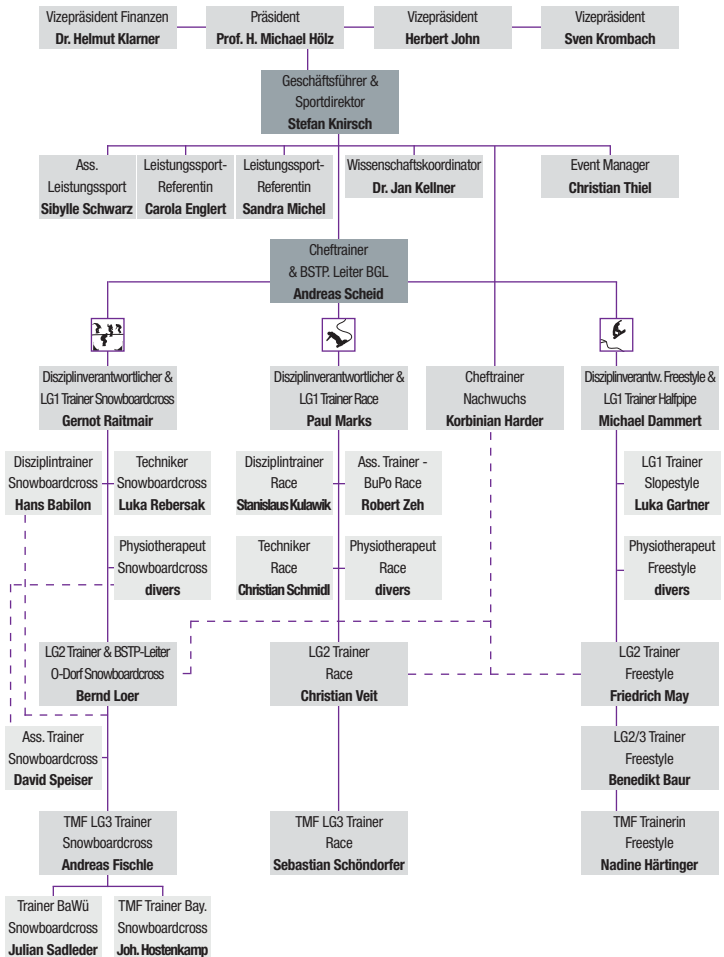 Vizepräsident Finanzen
Dr. Helmut Klarner
Präsident
Prof. H. Michael Hölz
Vizepräsident
Herbert John
Vizepräsident
Sven Krombach
Geschäftsführer &
Sportdirektor
Stefan Knirsch
Ass.
Leistungssport
Sibylle Schwarz
Leistungssport-
Referentin
Carola Englert
Leistungssport-
Referentin
Sandra Michel
Wissenschaftskoordinator
Dr. Jan Kellner
Event Manager
Christian Thiel
Cheftrainer
& BSTP. Leiter BGL
Andreas Scheid
Disziplinverantwortlicher &
LG1 Trainer Snowboardcross
Gernot Raitmair
Disziplinverantwortlicher &
LG1 Trainer Race
Paul Marks
Cheftrainer
Nachwuchs
Korbinian Harder
Disziplinverantw. Freestyle &
LG1 Trainer Halfpipe
Michael Dammert
Disziplintrainer
Snowboardcross
Hans Babilon
Techniker
Snowboardcross
Luka Rebersak
Disziplintrainer
Race
Stanislaus Kulawik
Ass. Trainer -
BuPo Race
Robert Zeh
LG1 Trainer
Slopestyle
Luka Gartner
Physiotherapeut
Snowboardcross
divers
Techniker
Race
Christian Schmidl
Physiotherapeut
Race
divers
Physiotherapeut
Freestyle
divers
LG2 Trainer & BSTP-Leiter
O-Dorf Snowboardcross
Bernd Loer
LG2 Trainer
Race
Christian Veit
LG2 Trainer
Freestyle
Friedrich May
Ass. Trainer
Snowboardcross
David Speiser
LG2/3 Trainer
Freestyle
Benedikt Baur
TMF LG3 Trainer
Snowboardcross
Andreas Fischle
TMF LG3 Trainer
Race
Sebastian Schöndorfer
TMF Trainerin
Freestyle
Nadine Härtinger
Trainer BaWü
Snowboardcross
Julian Sadleder
TMF Trainer Bay.
Snowboardcross
Joh. Hostenkamp